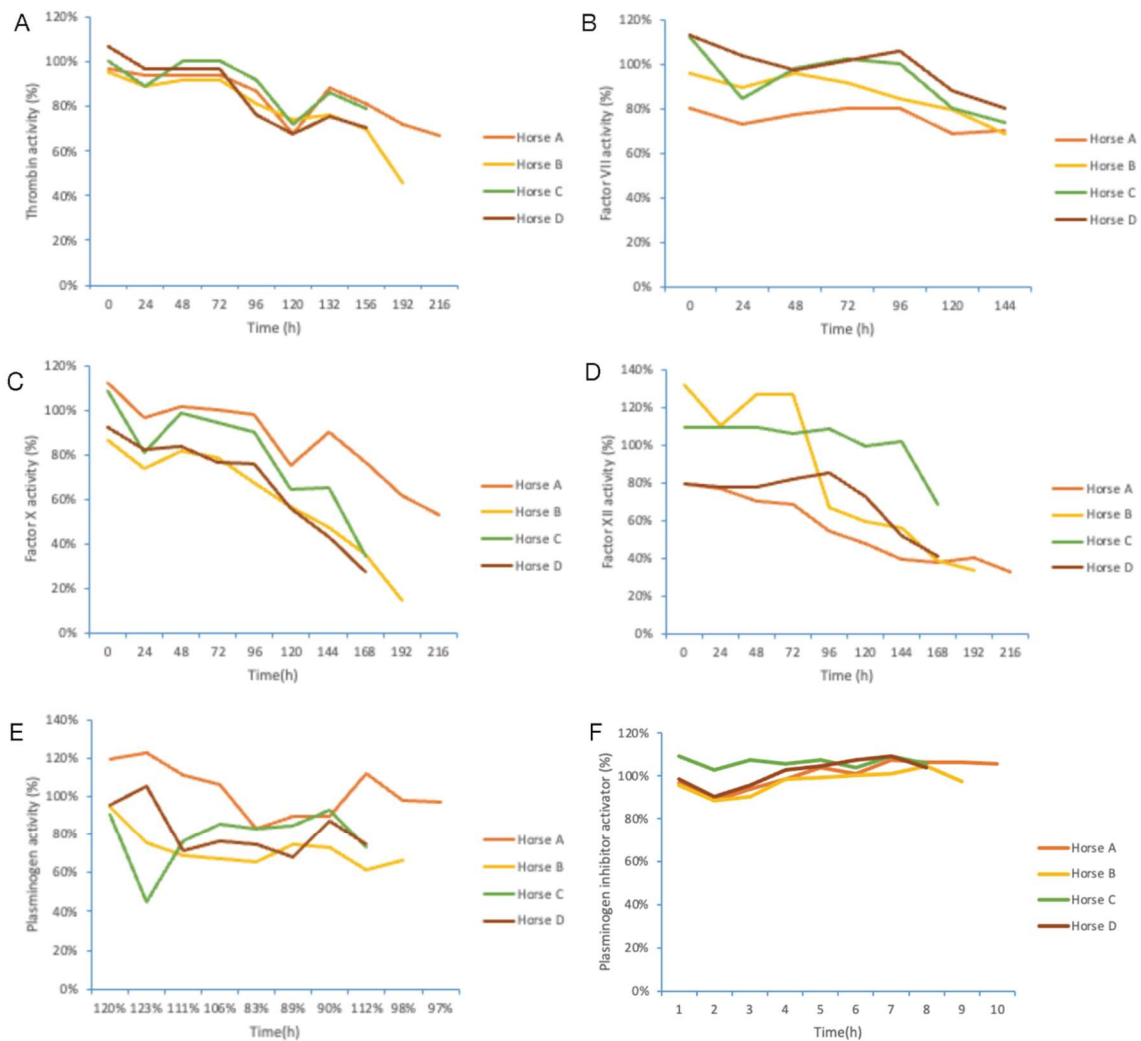 A
Thrombin activity (%)
120%
100%
80%
60%
40%
20%
0%
0 24 48 72 96 120 132 156 192 216
Time (h)
Horse A
Horse B
Horse C
Horse D
B
Factor VII activity (%)
120%
100%
80%
60%
40%
20%
0%
0 24 48 72 96 120 144
Time (h)
Horse A
Horse B
Horse C
Horse D
C
Factor X activity (%)
120%
100%
80%
60%
40%
20%
0%
0 24 48 72 96 120 144 168 192 216
Time(h)
Horse A
Horse B
Horse C
Horse D
D
Factor XII activity (%)
140%
120%
100%
80%
60%
40%
20%
0%
0 24 48 72 96 120 144 168 192 216
Time (h)
Horse A
Horse B
Horse C
Horse D
E
Plasminogen activity (%)
140%
120%
100%
80%
60%
40%
20%
0%
120% 123% 111% 106% 83% 89% 90% 112% 98% 97%
Time(h)
Horse A
Horse B
Horse C
Horse D
F
Plasminogen inhibitor activator (%)
120%
100%
80%
60%
40%
20%
0%
1 2 3 4 5 6 7 8 9 10
Time(h)
Horse A
Horse B
Horse C
Horse D